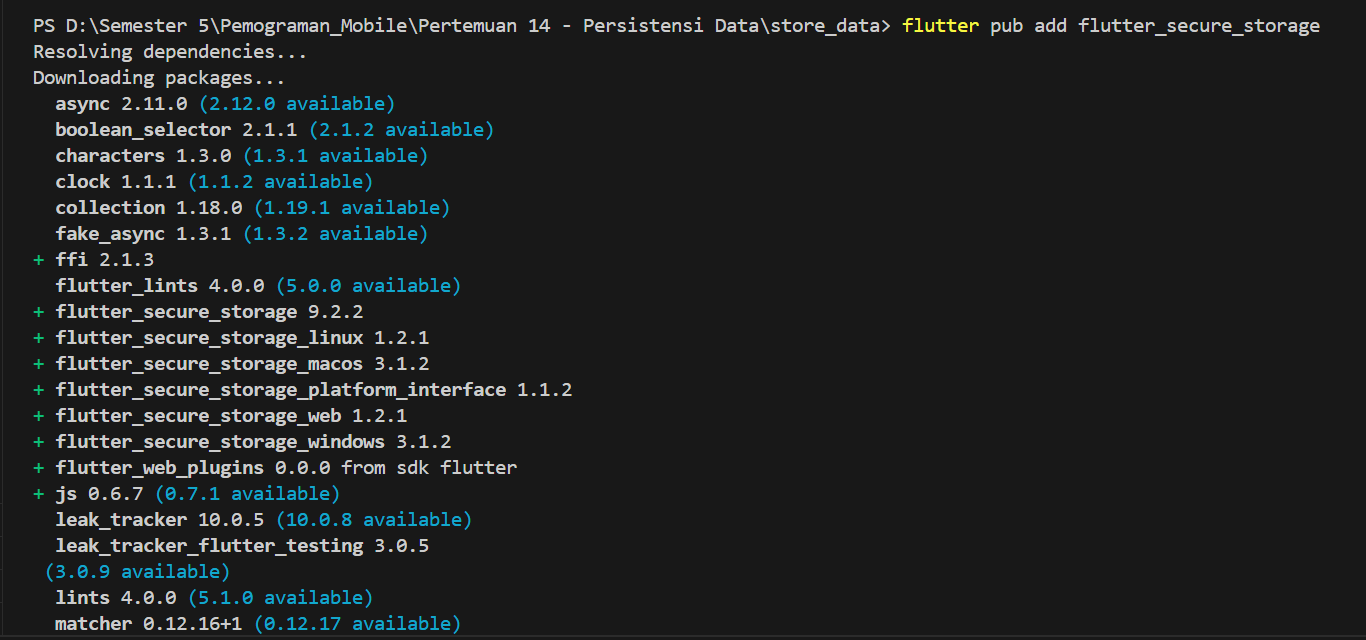 PS D:\Semester 5\Pemograman_Mobile\Pertemuan 14 - Persistensi Data\store_data> flutter pub add flutter_secure_storage
Resolving dependencies...
Downloading packages...
  async 2.11.0 (2.12.0 available)
  boolean_selector 2.1.1 (2.1.2 available)
  characters 1.3.0 (1.3.1 available)
  clock 1.1.1 (1.1.2 available)
  collection 1.18.0 (1.19.1 available)
  fake_async 1.3.1 (1.3.2 available)
+ ffi 2.1.3
  flutter_lints 4.0.0 (5.0.0 available)
+ flutter_secure_storage 9.2.2
+ flutter_secure_storage_linux 1.2.1
+ flutter_secure_storage_macos 3.1.2
+ flutter_secure_storage_platform_interface 1.1.2
+ flutter_secure_storage_web 1.2.1
+ flutter_secure_storage_windows 3.1.2
+ flutter_web_plugins 0.0.0 from sdk flutter
+ js 0.6.7 (0.7.1 available)
  leak_tracker 10.0.5 (10.0.8 available)
  leak_tracker_flutter_testing 3.0.5
 (3.0.9 available)
  lints 4.0.0 (5.1.0 available)
  matcher 0.12.16+1 (0.12.17 available)